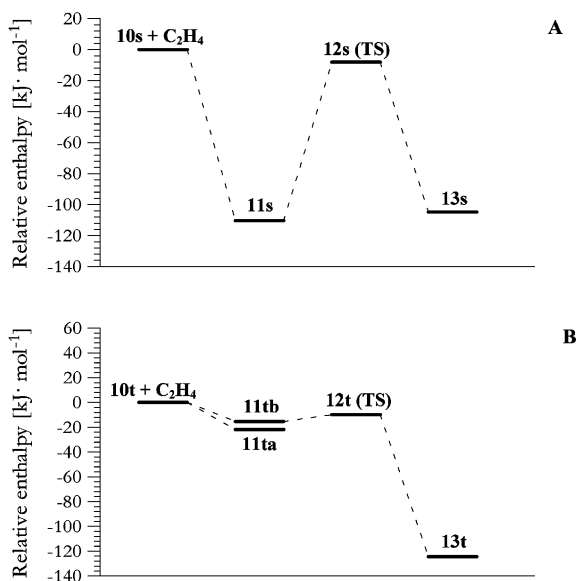 A
Relative enthalpy [kJ· mol⁻¹]
20
0
-20
-40
-60
-80
-100
-120
-140
10s + C₂H₄
12s (TS)
11s
13s
B
Relative enthalpy [kJ· mol⁻¹]
60
40
20
0
-20
-40
-60
-80
-100
-120
-140
10t + C₂H₄
11tb
12t (TS)
11ta
13t